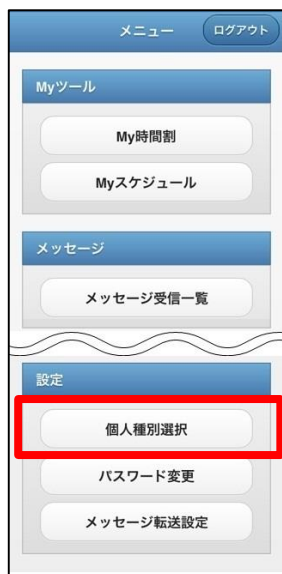 メニュー
ログアウト
Myツール
My時間割
Myスケジュール
メッセージ
メッセージ受信一覧
設定
個人種別選択
パスワード変更
メッセージ転送設定